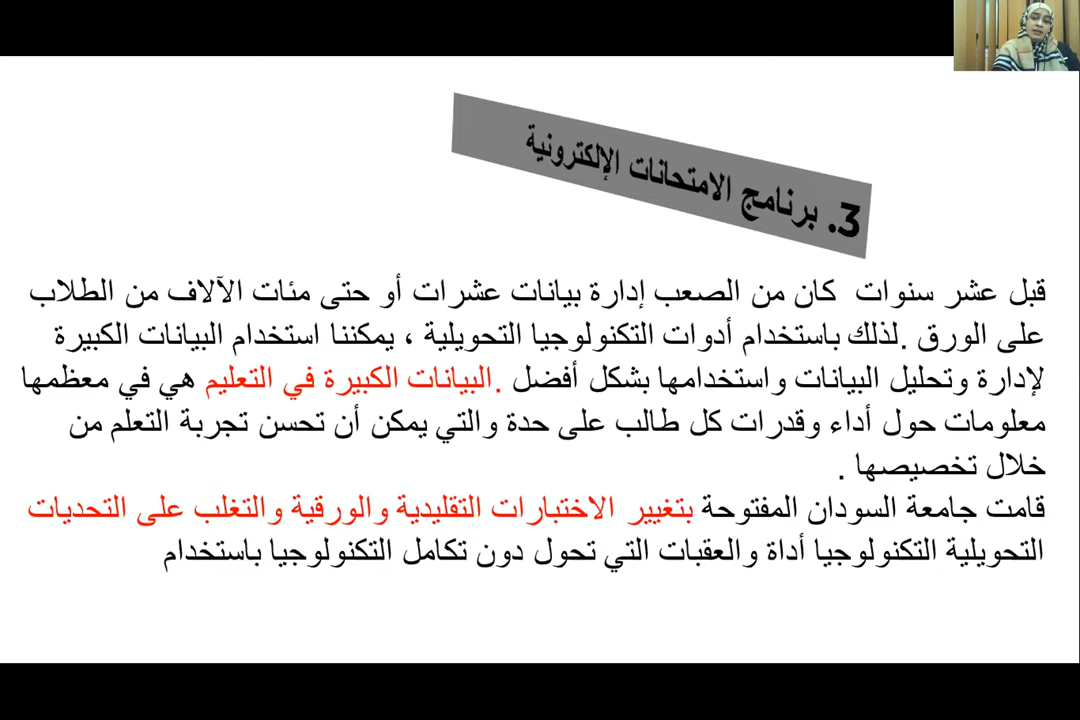 3. برنامج الامتحانات الإلكترونية
قبل عشر سنوات كان من الصعب إدارة بيانات عشرات أو حتى مئات الآلاف من الطلاب
على الورق .لذلك باستخدام أدوات التكنولوجيا التحويلية ، يمكننا استخدام البيانات الكبيرة
لإدارة وتحليل البيانات واستخدامها بشكل أفضل .البيانات الكبيرة في التعليم هي في معظمها
معلومات حول أداء وقدرات كل طالب على حدة والتي يمكن أن تحسن تجربة التعلم من
خلال تخصيصها .
قامت جامعة السودان المفتوحة بتغيير الاختبارات التقليدية والورقية والتغلب على التحديات
التحويلية التكنولوجيا أداة والعقبات التي تحول دون تكامل التكنولوجيا باستخدام